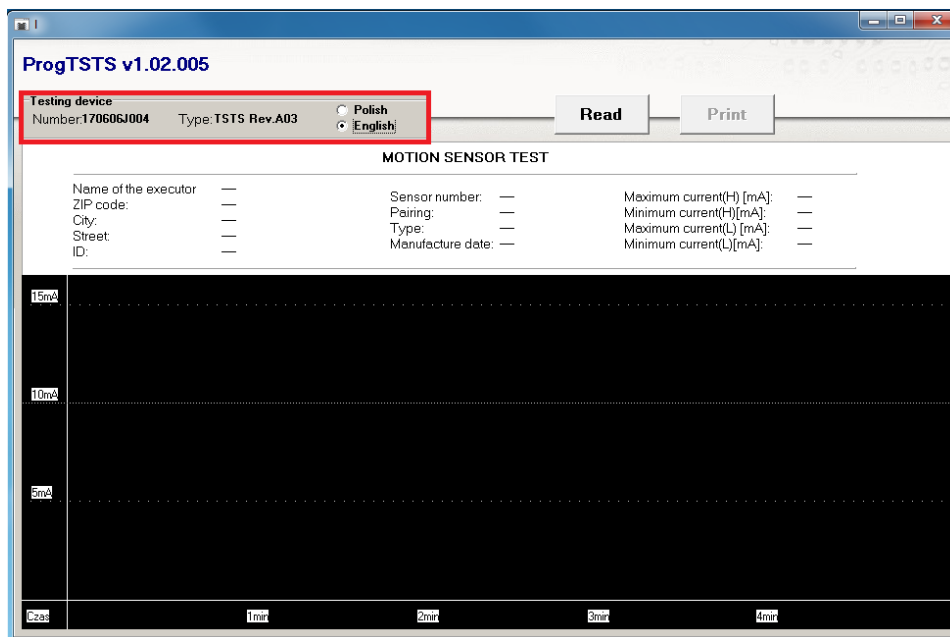 ProgTSTS v1.02.005
Testing device
Number:170606J004 Type:TSTS Rev.A03
Polish
English
Read
Print
MOTION SENSOR TEST
Name of the executor —
ZIP code: —
City: —
Street: —
ID: —
Sensor number: —
Pairing: —
Type: —
Manufacture date: —
Maximum current(H) [mA]: —
Minimum current(H)[mA]: —
Maximum current(L) [mA]: —
Minimum current(L)[mA]: —
15mA
10mA
5mA
Czas 1min 2min 3min 4min